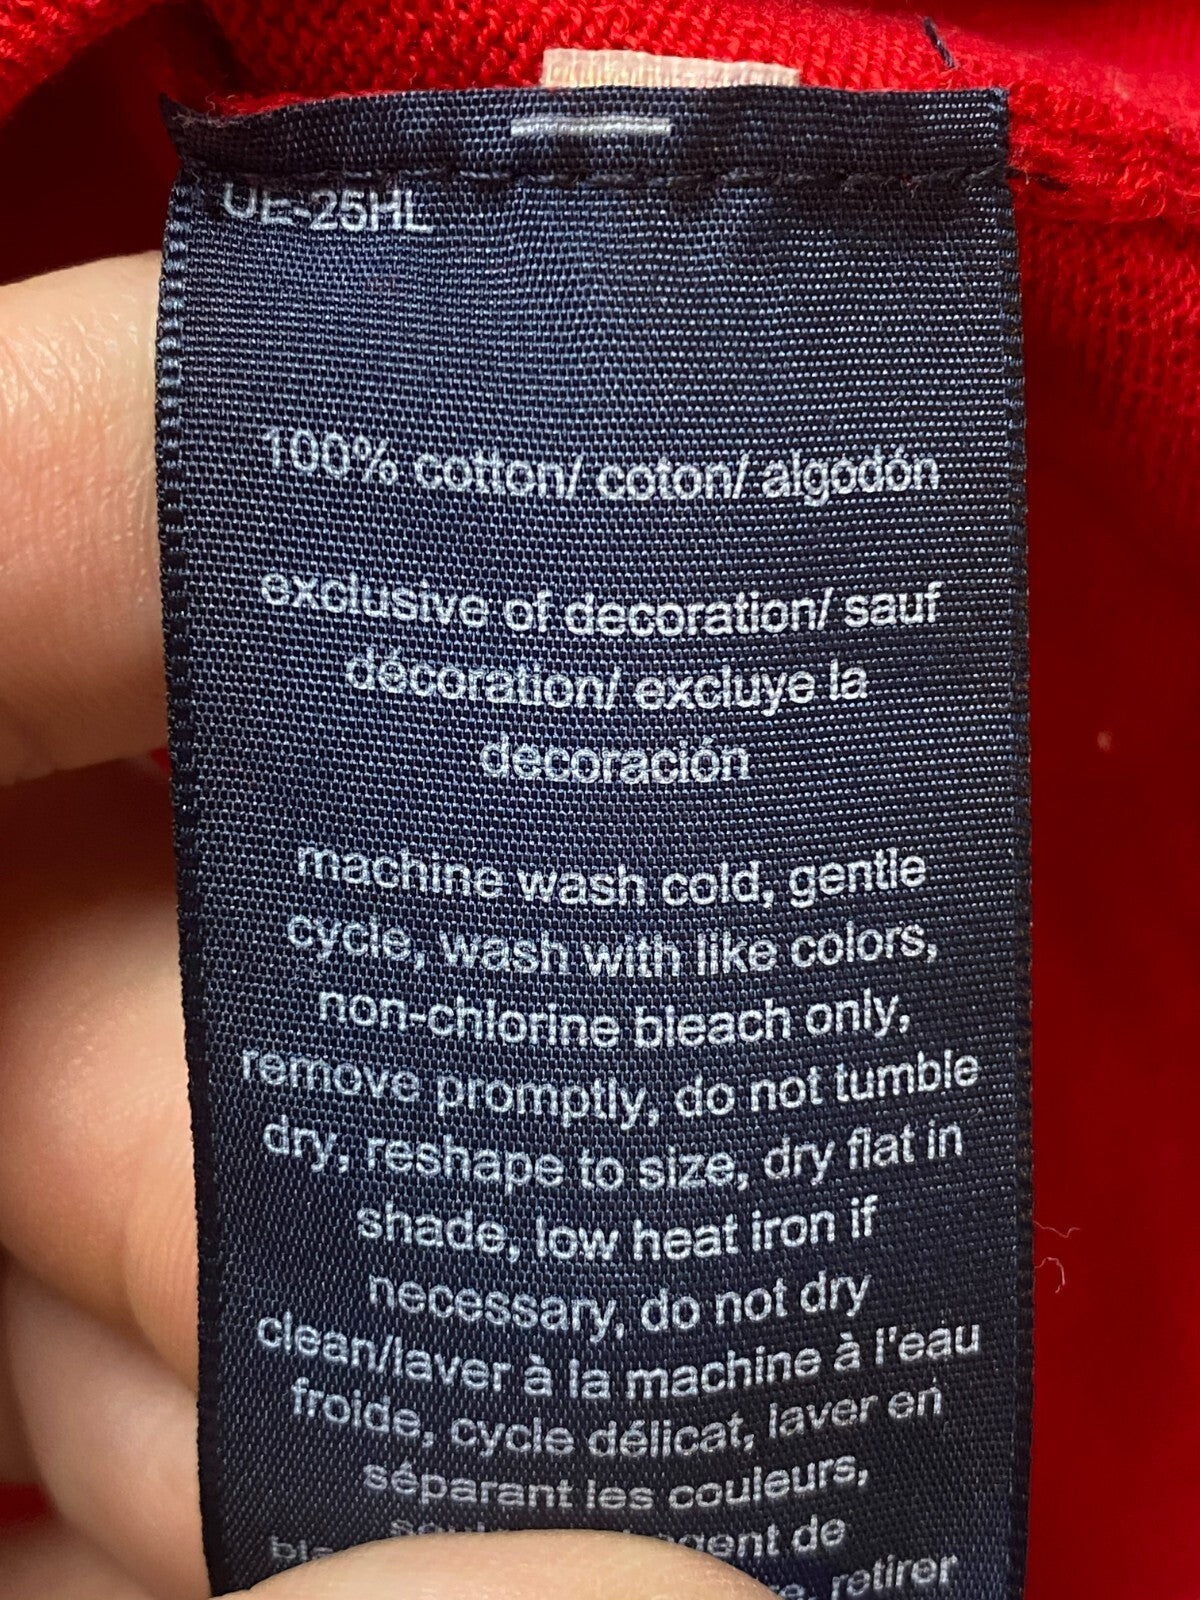 UE-25HL
100% cotton/ coton/ algodón
exclusive of decoration/ sauf
décoration/ excluye la
decoración
machine wash cold, gentle
cycle, wash with like colors,
non-chlorine bleach only,
remove promptly, do not tumble
dry, reshape to size, dry flat in
shade, low heat iron if
necessary, do not dry
clean/laver à la machine à l'eau
froide, cycle délicat, laver en
séparant les couleurs,
de
retirer